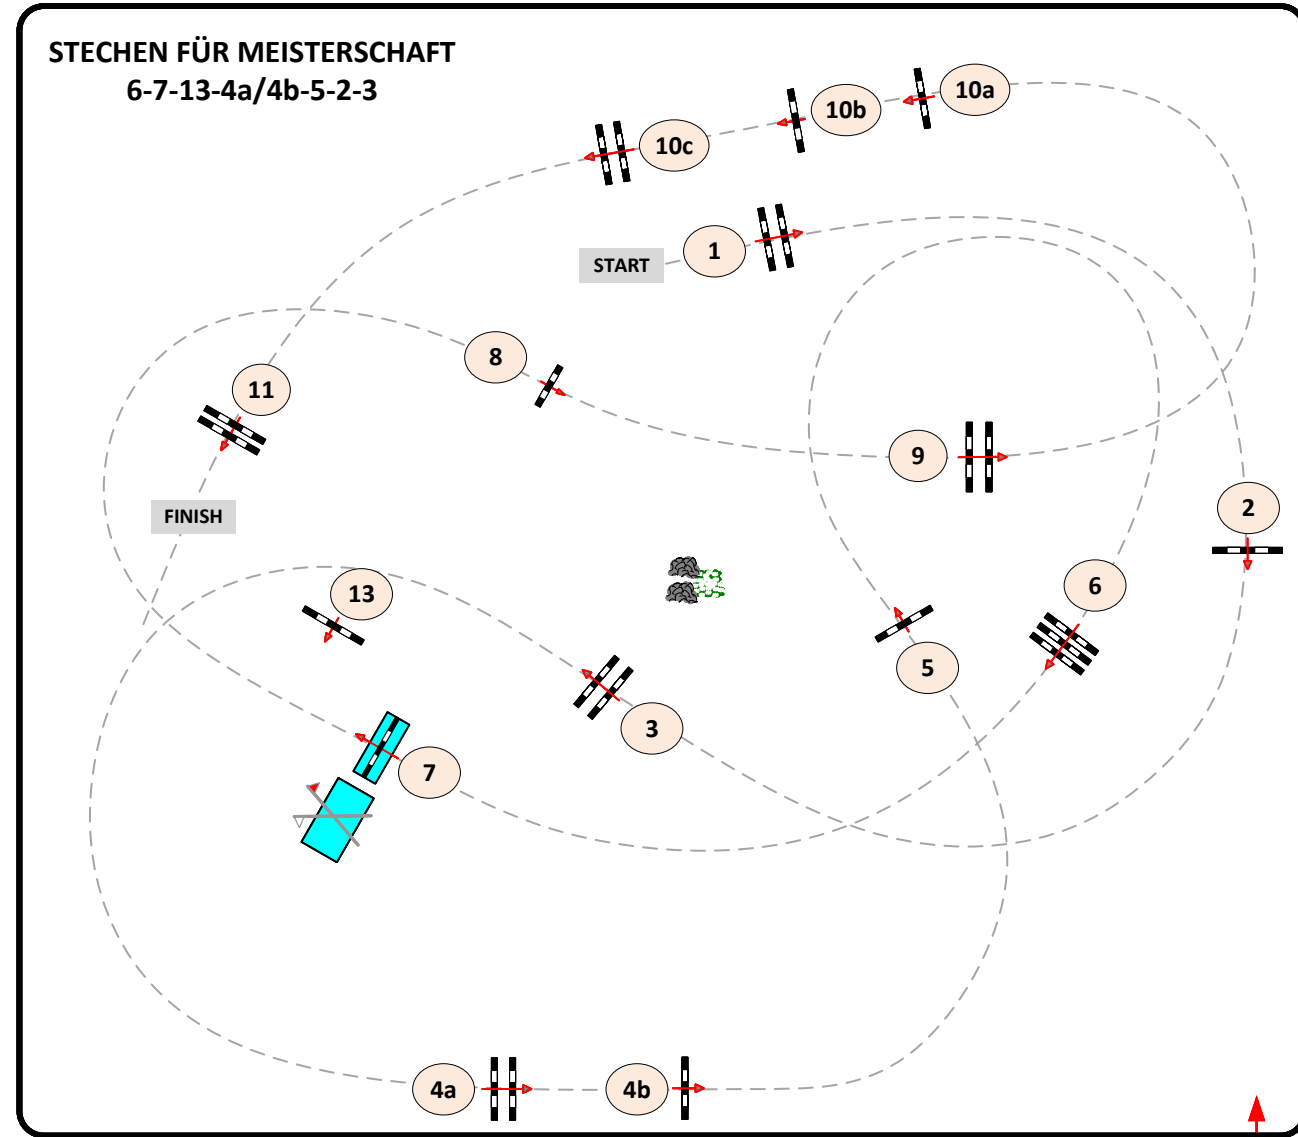 STECHEN FÜR MEISTERSCHAFT
6-7-13-4a/4b-5-2-3
10a
10b
10c
1
START
8
11
9
2
FINISH
13
6
5
3
7
4a
4b